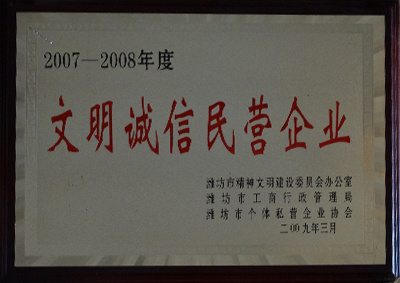 2007—2008年度
文明诚信民营企业
潍坊市精神文明建设委员会办公室
潍坊市工商行政管理局
潍坊市个体私营企业协会
二00九年三月